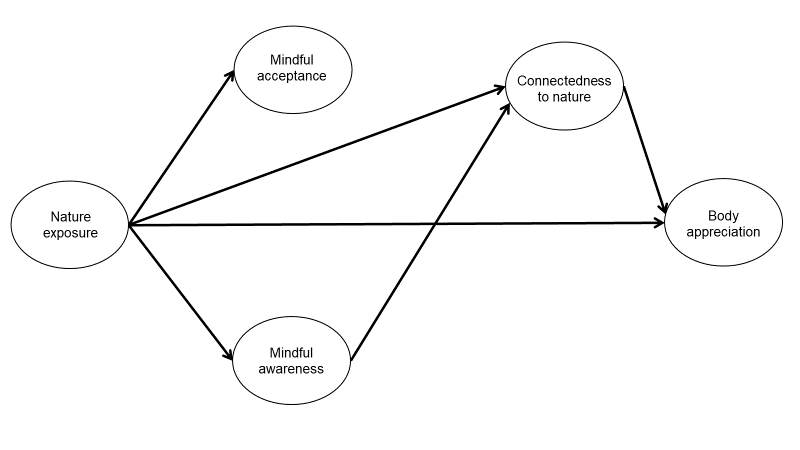 Mindful
acceptance
Connectedness
to nature
Nature
exposure
Body
appreciation
Mindful
awareness